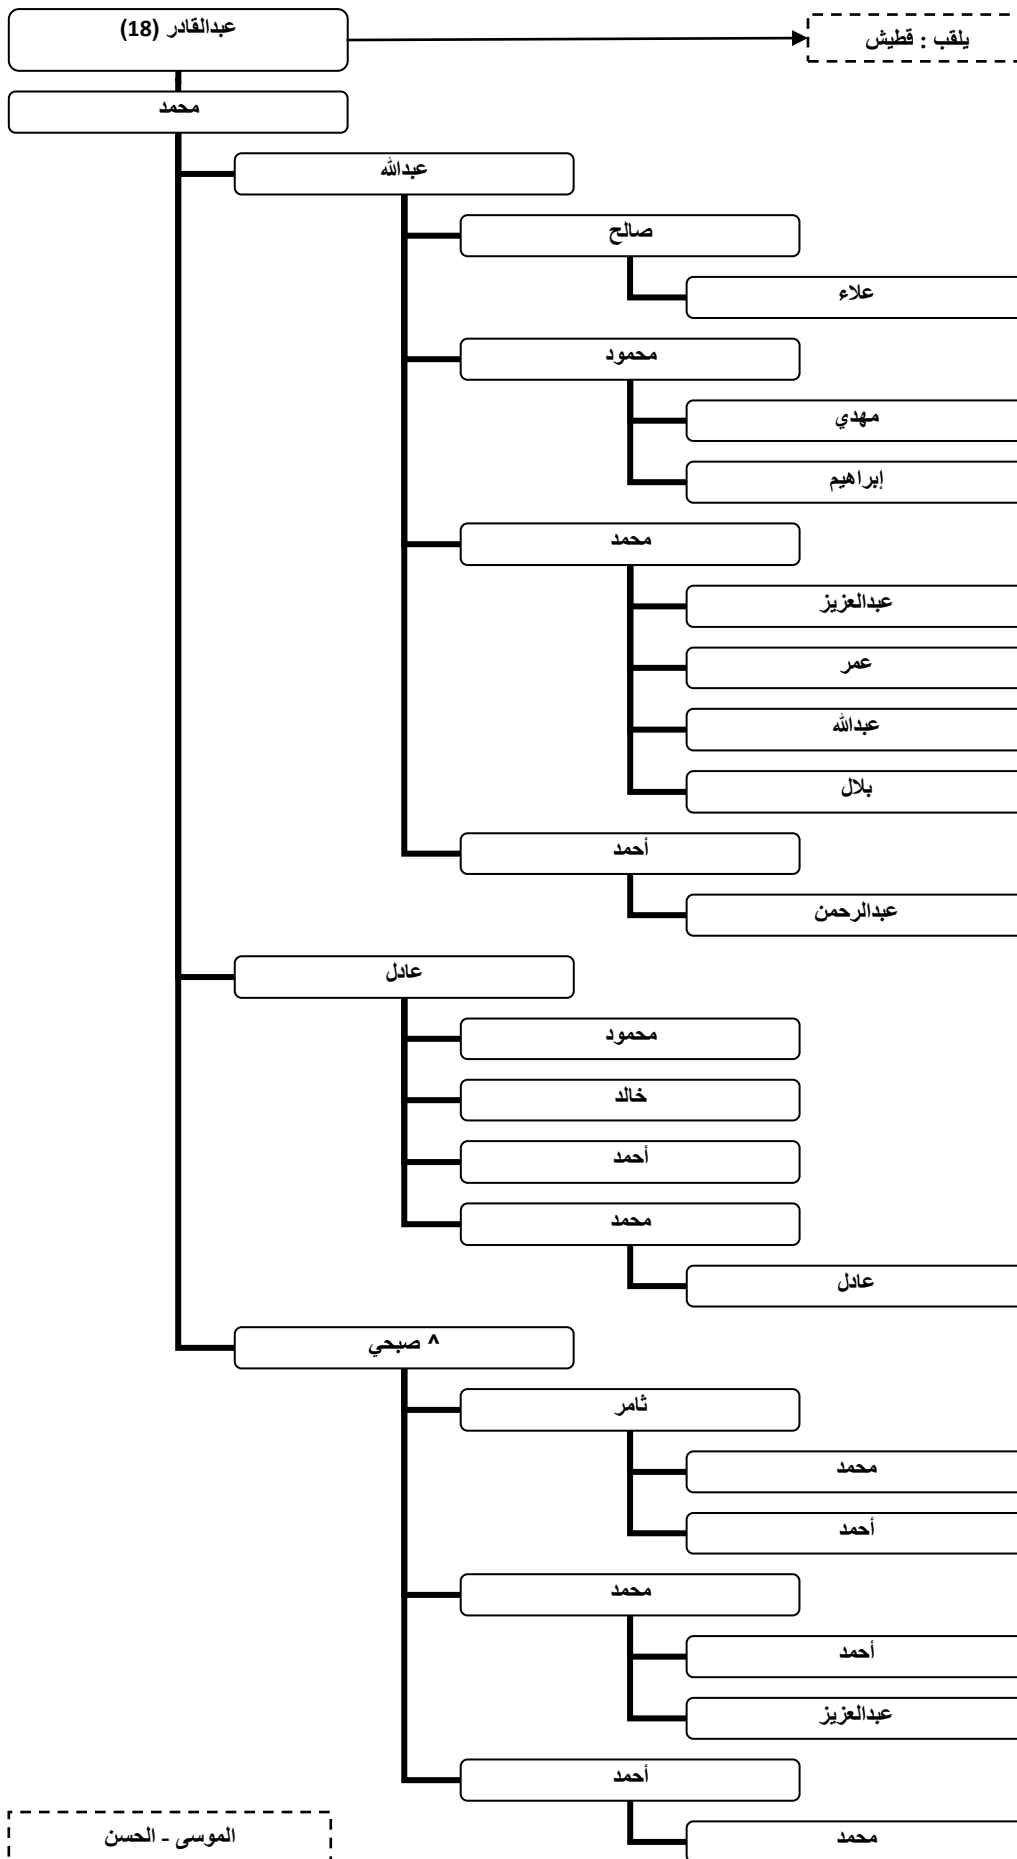 عبدالقادر (18)
يلقب : قطيش
محمد
عبدالله
صالح
علاء
محمود
مهدي
إبراهيم
محمد
عبدالعزيز
عمر
عبدالله
بلال
أحمد
عبدالرحمن
عادل
محمود
خالد
أحمد
محمد
عادل
^ صبحي
ثامر
محمد
أحمد
محمد
أحمد
عبدالعزيز
أحمد
محمد
الموسى - الحسن